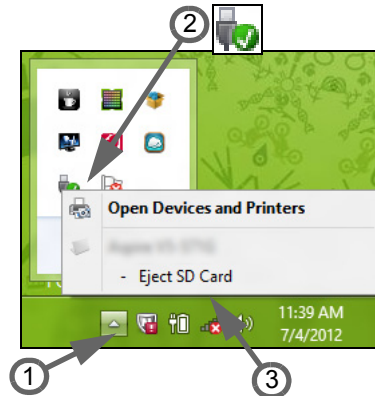 2
Open Devices and Printers
- Eject SD Card
11:39 AM
7/4/2012
1
3